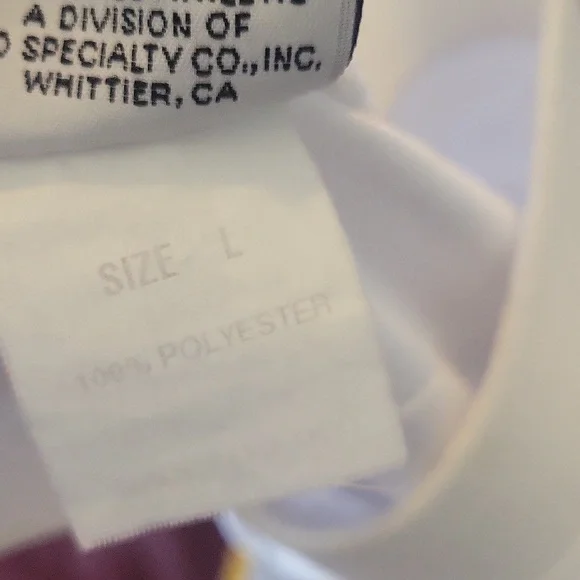 A DIVISION OF
SPECIALTY CO., INC.
WHITTIER, CA
SIZE L
100% POLYESTER